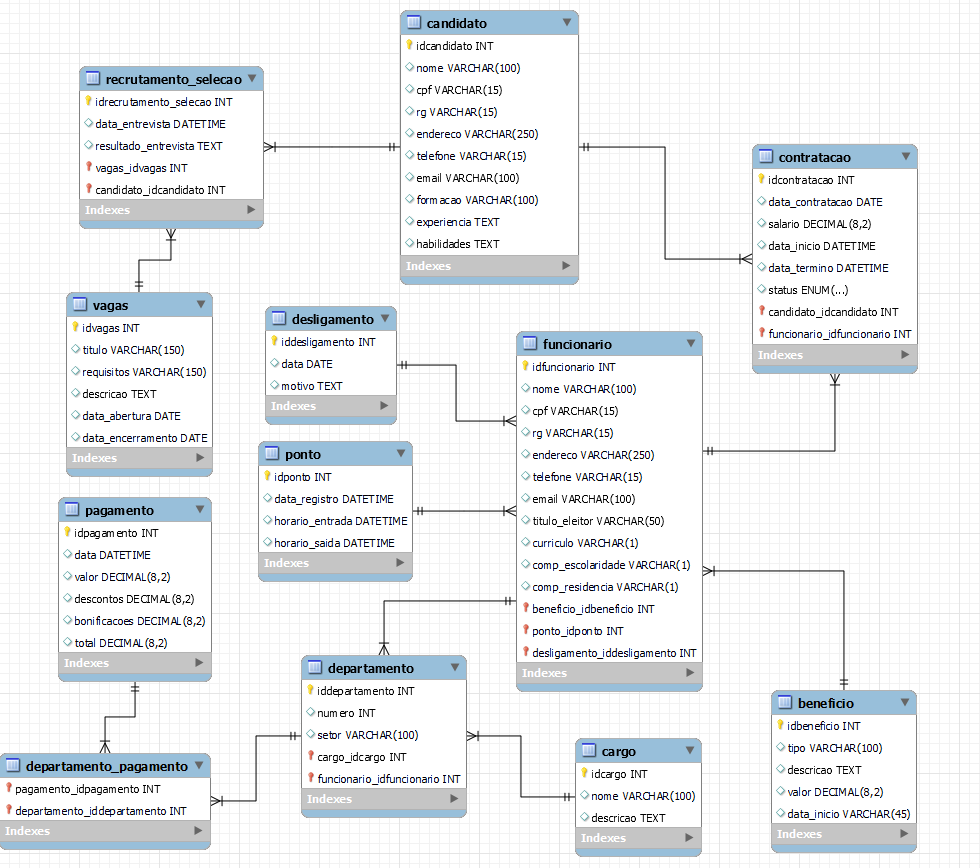 candidato
idcandidato INT
nome VARCHAR(100)
cpf VARCHAR(15)
rg VARCHAR(15)
endereco VARCHAR(250)
telefone VARCHAR(15)
email VARCHAR(100)
formacao VARCHAR(100)
experiencia TEXT
habilidades TEXT
Indexes
recrutamento_selecao
idrecrutamento_selecao INT
data_entrevista DATETIME
resultado_entrevista TEXT
vagas_idvagas INT
candidato_idcandidato INT
Indexes
contratacao
idcontratacao INT
data_contratacao DATE
salario DECIMAL(8,2)
data_inicio DATETIME
data_termino DATETIME
status ENUM(...)
candidato_idcandidato INT
funcionario_idfuncionario INT
Indexes
vagas
idvagas INT
titulo VARCHAR(150)
requisitos VARCHAR(150)
descricao TEXT
data_abertura DATE
data_encerramento DATE
Indexes
desligamento
iddesligamento INT
data DATE
motivo TEXT
Indexes
funcionario
idfuncionario INT
nome VARCHAR(100)
cpf VARCHAR(15)
rg VARCHAR(15)
endereco VARCHAR(250)
telefone VARCHAR(15)
email VARCHAR(100)
titulo_eleitor VARCHAR(50)
curriculo VARCHAR(1)
comp_escolaridade VARCHAR(1)
comp_residencia VARCHAR(1)
beneficio_idbeneficio INT
ponto_idponto INT
desligamento_iddesligamento INT
Indexes
ponto
idponto INT
data_registro DATETIME
horario_entrada DATETIME
horario_saida DATETIME
Indexes
pagamento
idpagamento INT
data DATETIME
valor DECIMAL(8,2)
descontos DECIMAL(8,2)
bonificacoes DECIMAL(8,2)
total DECIMAL(8,2)
Indexes
departamento
iddepartamento INT
numero INT
setor VARCHAR(100)
cargo_idcargo INT
funcionario_idfuncionario INT
Indexes
beneficio
idbeneficio INT
tipo VARCHAR(100)
descricao TEXT
valor DECIMAL(8,2)
data_inicio VARCHAR(45)
Indexes
cargo
idcargo INT
nome VARCHAR(100)
descricao TEXT
Indexes
departamento_pagamento
pagamento_idpagamento INT
departamento_iddepartamento INT
Indexes